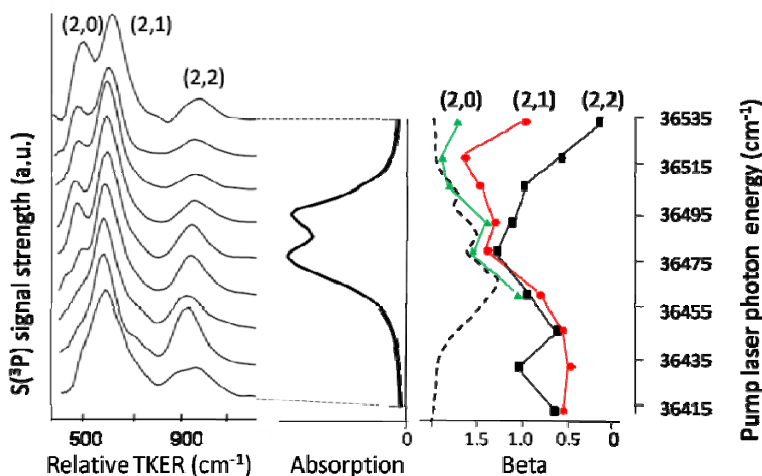 (2,0) (2,1)
(2,2)
S(³P) signal strength (a.u.)
500 900
Relative TKER (cm⁻¹)
0
Absorption
(2,0) (2,1) (2,2)
1.5 1.0 0.5 0
Beta
36535
36515
36495
36475
36455
36435
36415
Pump laser photon energy (cm⁻¹)